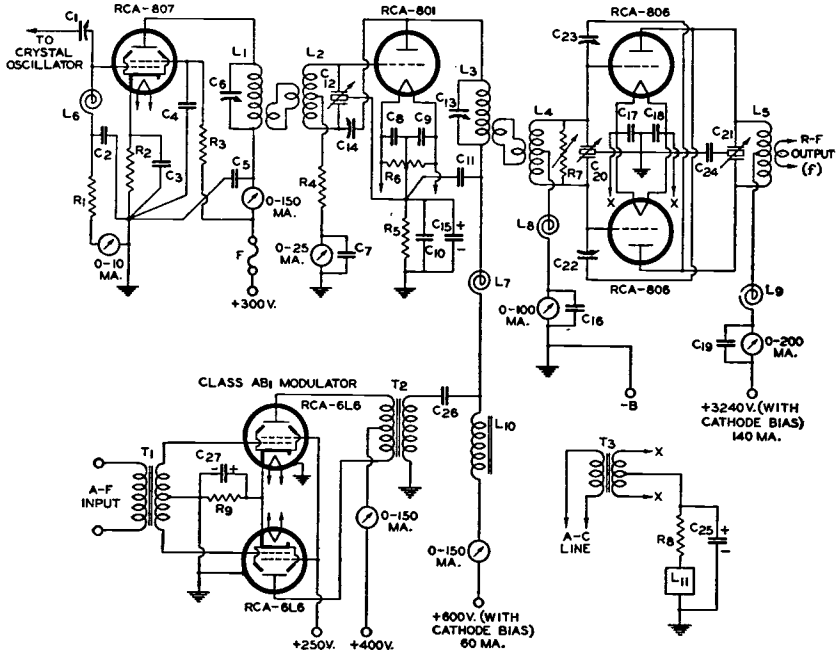 RCA-807
RCA-801
RCA-806
C1
TO
CRYSTAL
OSCILLATOR
L6
C2
R1
0-10
MA.
R2
C3
C4
R3
C5
C6
L1
0-150
MA.
F
+300V.
L2
C12
C14
R4
0-25
MA.
C7
C8
C9
R6
C11
R5
C15
C10
L3
C13
L7
L4
R7
C20
L8
0-100
MA.
C16
-B
C23
C17
C18
C22
RCA-806
C21
C24
L5
R-F
OUTPUT
(f)
X
X
L9
C19
0-200
MA.
+3240V. (WITH
CATHODE BIAS)
140 MA.
CLASS AB1 MODULATOR
RCA-6L6
T1
A-F
INPUT
C27
- +
R9
RCA-6L6
+250V.
+400V.
0-150
MA.
T2
C26
L10
0-150
MA.
+600V. (WITH
CATHODE BIAS)
60 MA.
T3
X
X
A-C
LINE
R8
C25
+
-
L11